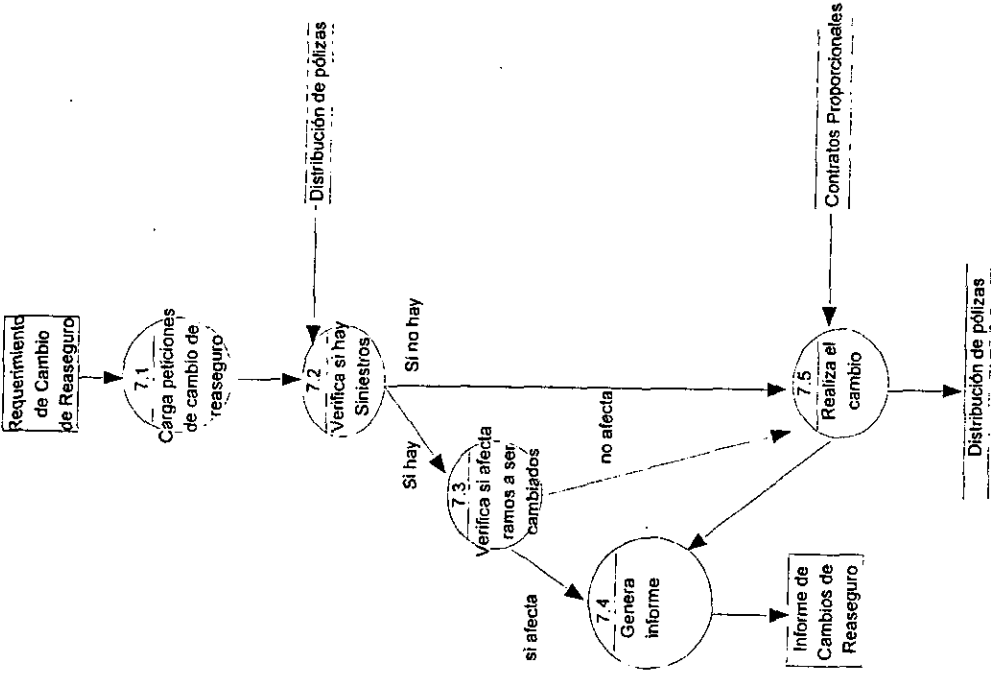 Requerimiento
de Cambio
de Reaseguro
7.1
Carga peticiones
de cambio de
reaseguro
Distribución de pólizas
7.2
Verifica si hay
Siniestros
Si no hay
Si hay
7.3
Verifica si afecta
ramos a ser
cambiados
no afecta
si afecta
7.4
Genera
informe
7.5
Realiza el
cambio
Contratos Proporcionales
Informe de
Cambios de
Reaseguro
Distribución de pólizas